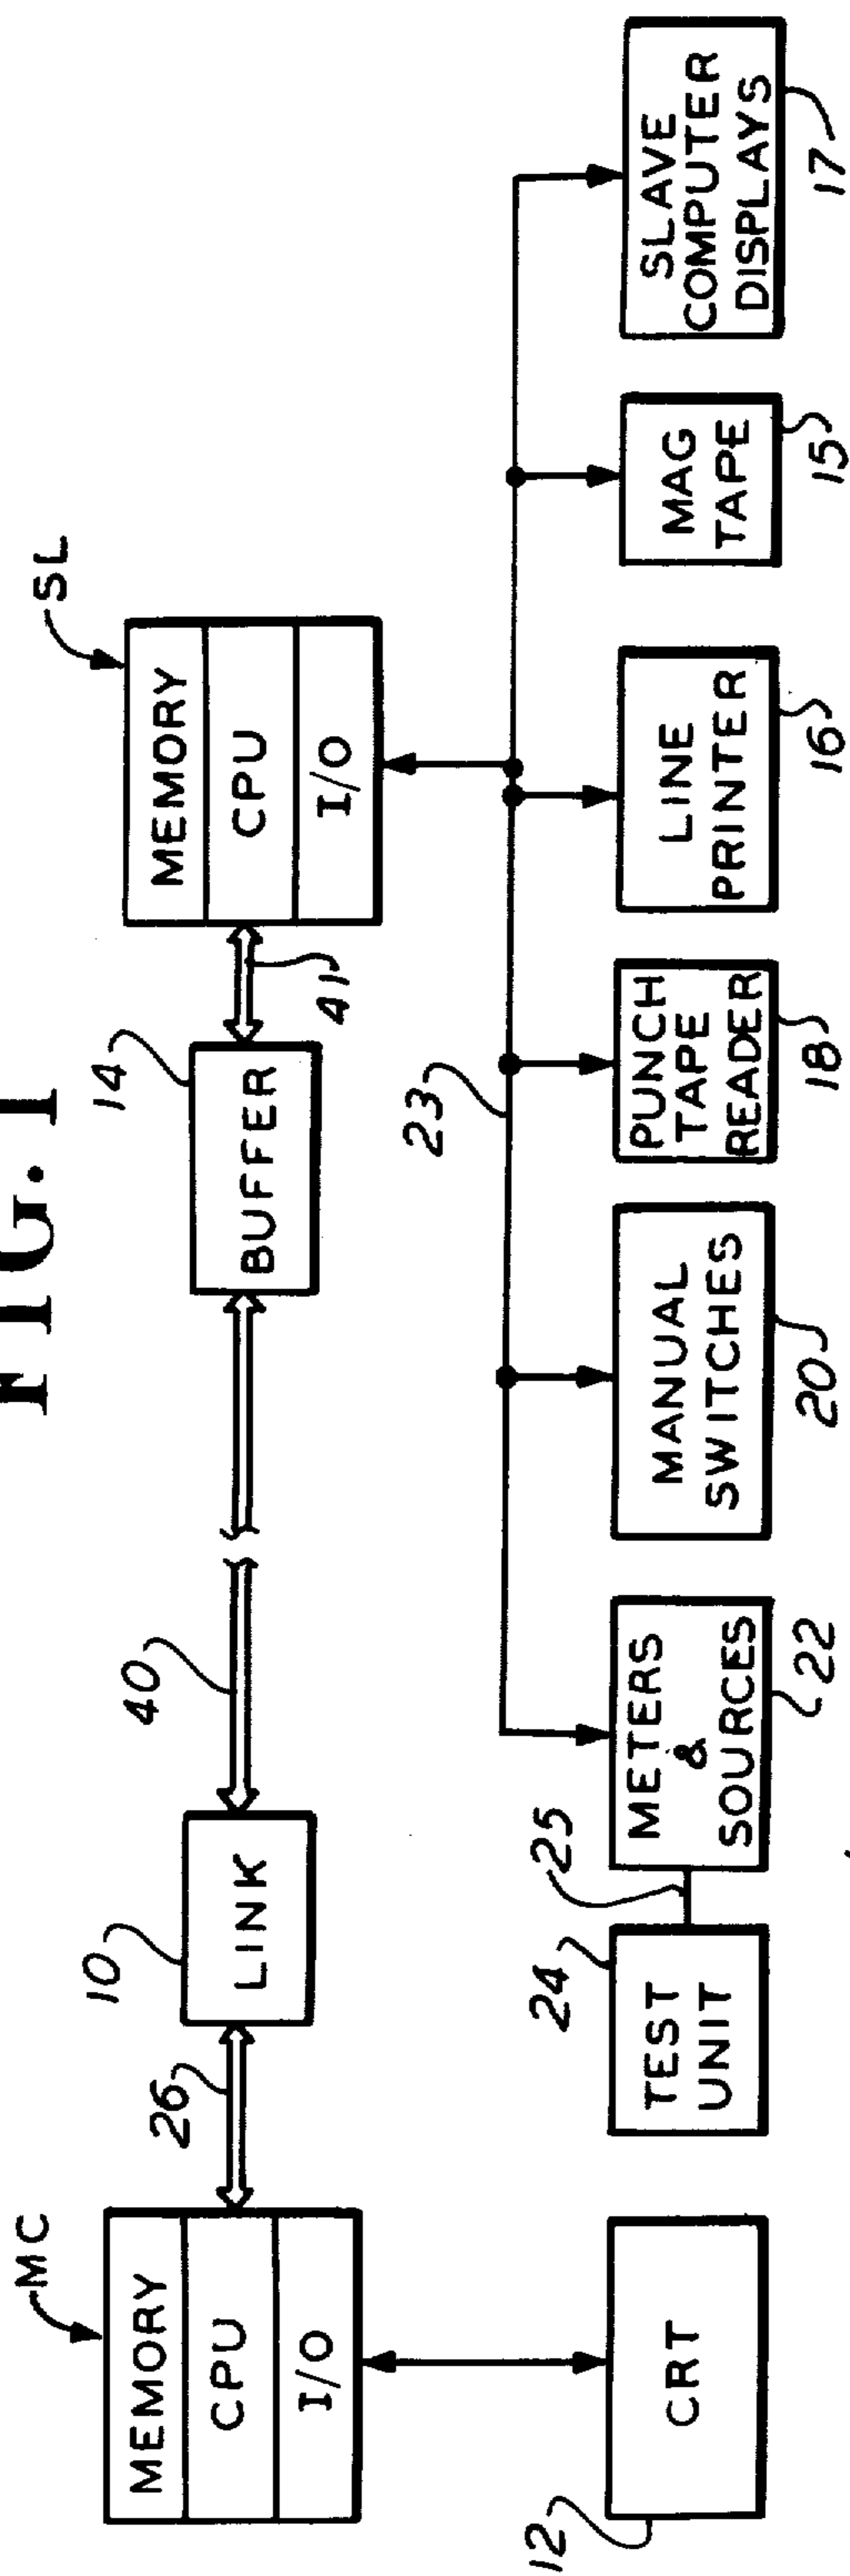 FIG. 1
MC
MEMORY
CPU
I/O
26
10
LINK
40
14
BUFFER
41
SL
MEMORY
CPU
I/O
23
12
CRT
24
TEST
UNIT
25
METERS
&
SOURCES
22
MANUAL
SWITCHES
20
PUNCH
TAPE
READER
18
LINE
PRINTER
16
MAG
TAPE
15
SLAVE
COMPUTER
DISPLAYS
17